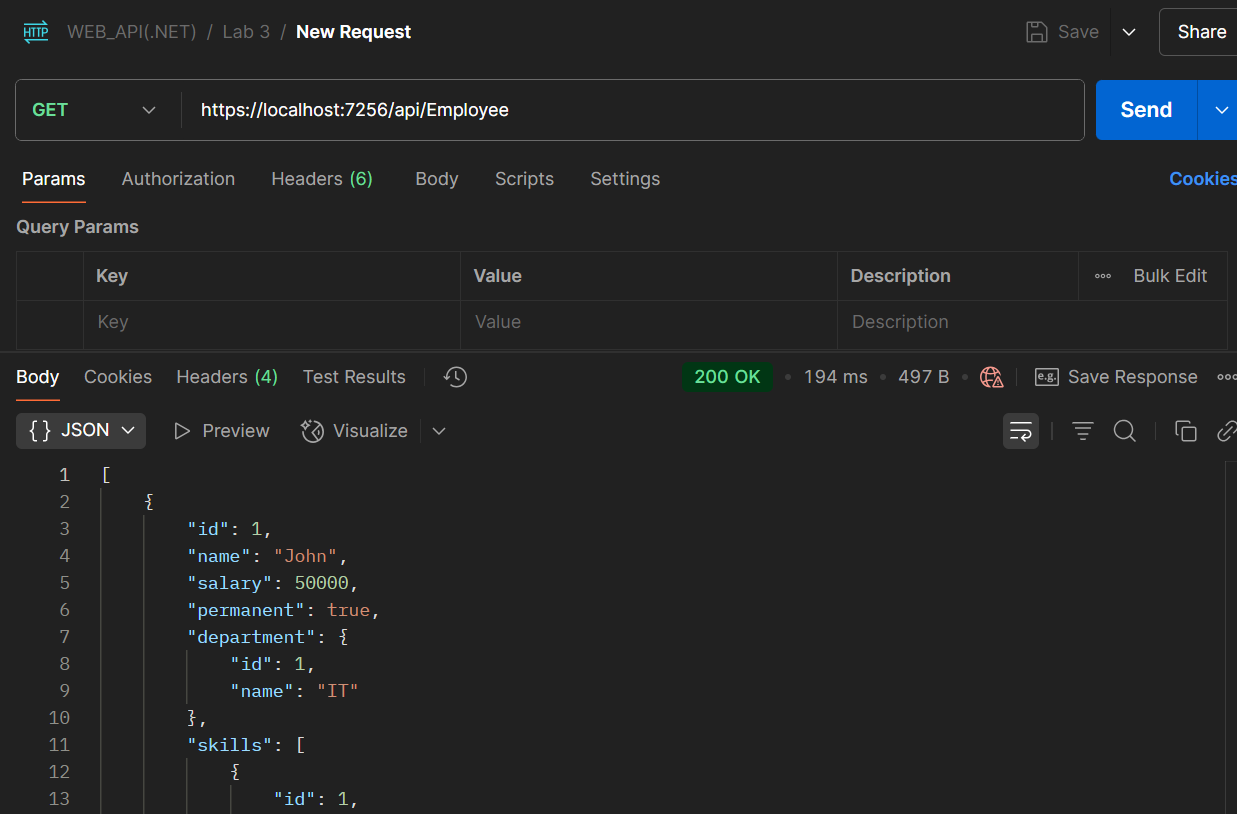 HTTP WEB_API(.NET) / Lab 3 / New Request Save Share
GET https://localhost:7256/api/Employee Send
Params Authorization Headers (6) Body Scripts Settings Cookies
Query Params
Key Value Description Bulk Edit
Key Value Description
Body Cookies Headers (4) Test Results 200 OK • 194 ms • 497 B • e.g. Save Response
{} JSON Preview Visualize
1 [
2 {
3 "id": 1,
4 "name": "John",
5 "salary": 50000,
6 "permanent": true,
7 "department": {
8 "id": 1,
9 "name": "IT"
10 },
11 "skills": [
12 {
13 "id": 1,